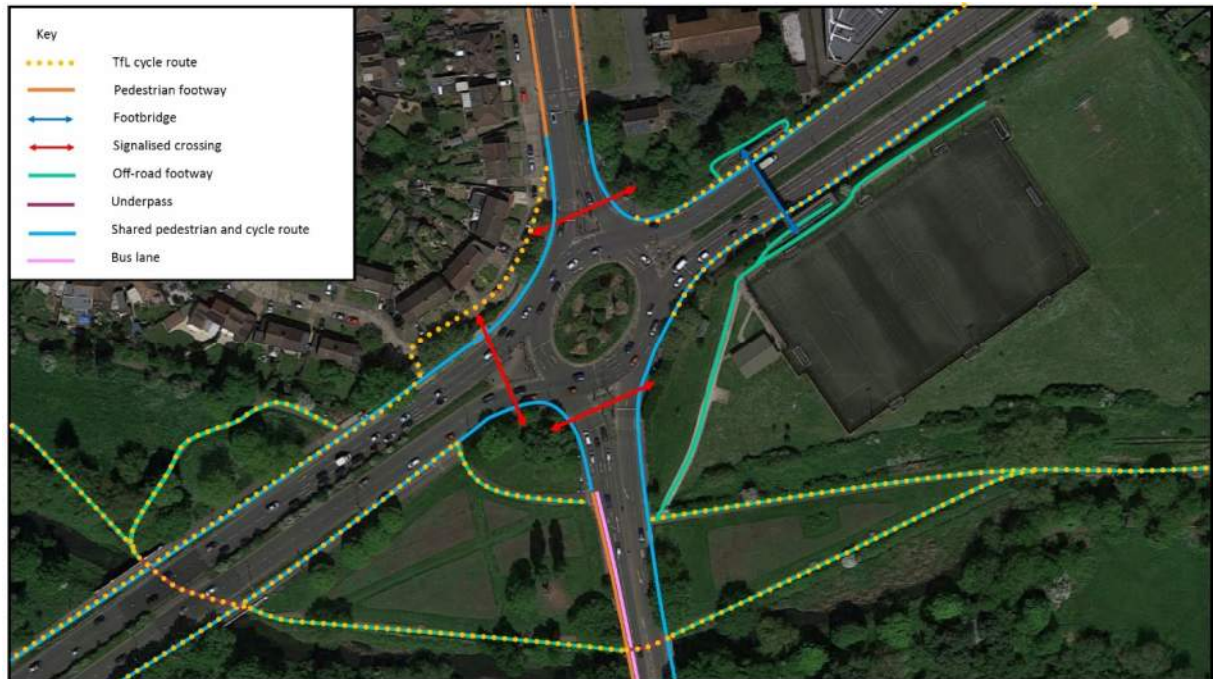 Key
TfL cycle route
Pedestrian footway
Footbridge
Signalised crossing
Off-road footway
Underpass
Shared pedestrian and cycle route
Bus lane